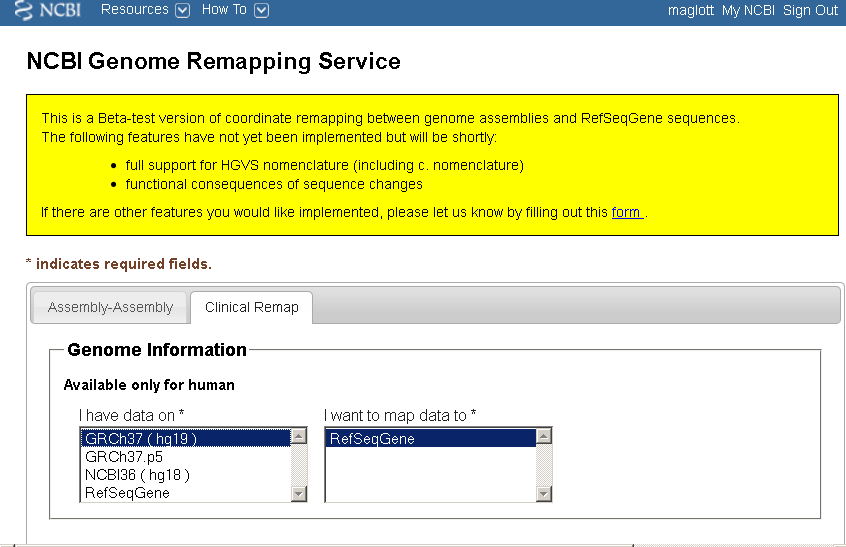 NCBI Resources How To maglott My NCBI Sign Out
NCBI Genome Remapping Service
This is a Beta-test version of coordinate remapping between genome assemblies and RefSeqGene sequences.
The following features have not yet been implemented but will be shortly:
• full support for HGVS nomenclature (including c. nomenclature)
• functional consequences of sequence changes
If there are other features you would like implemented, please let us know by filling out this form .
* indicates required fields.
Assembly-Assembly Clinical Remap
Genome Information
Available only for human
I have data on * I want to map data to *
GRCh37 ( hg19 ) RefSeqGene
GRCh37.p5
NCBI36 ( hg18 )
RefSeqGene